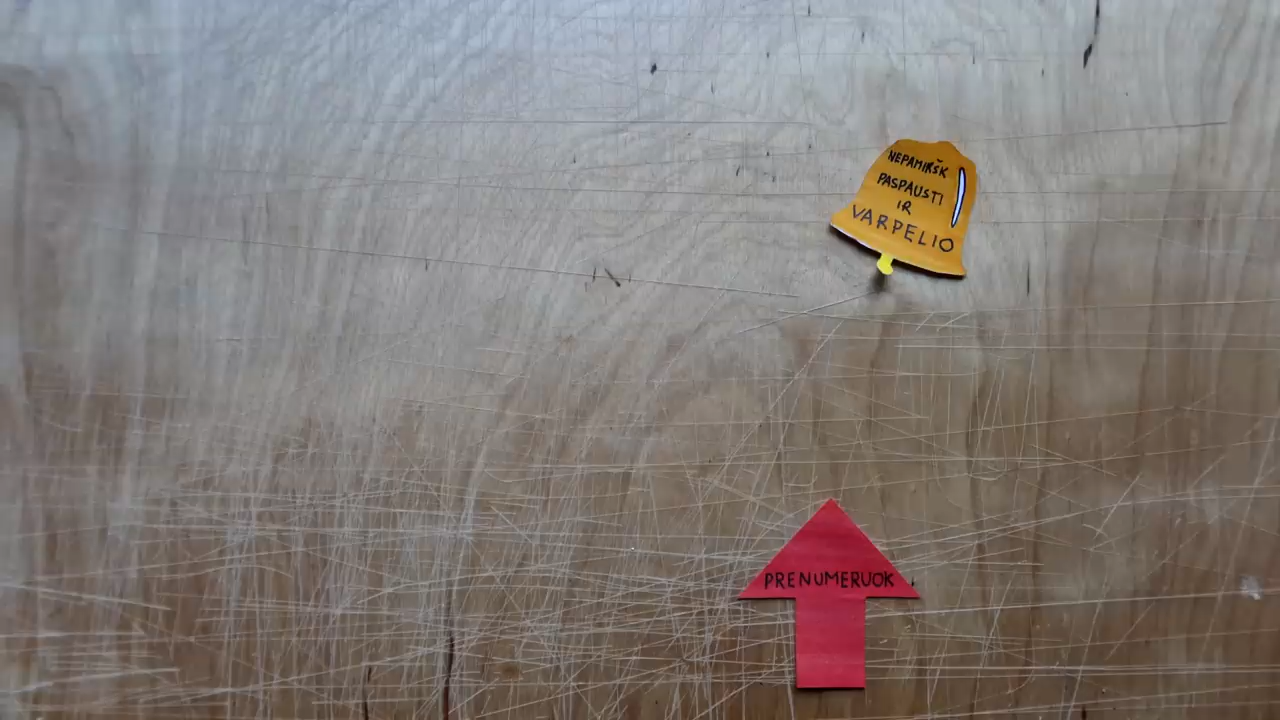 NEPAMIRŠK
PASPAUSTI
IR
VARPELIO
PRENUMERUOK